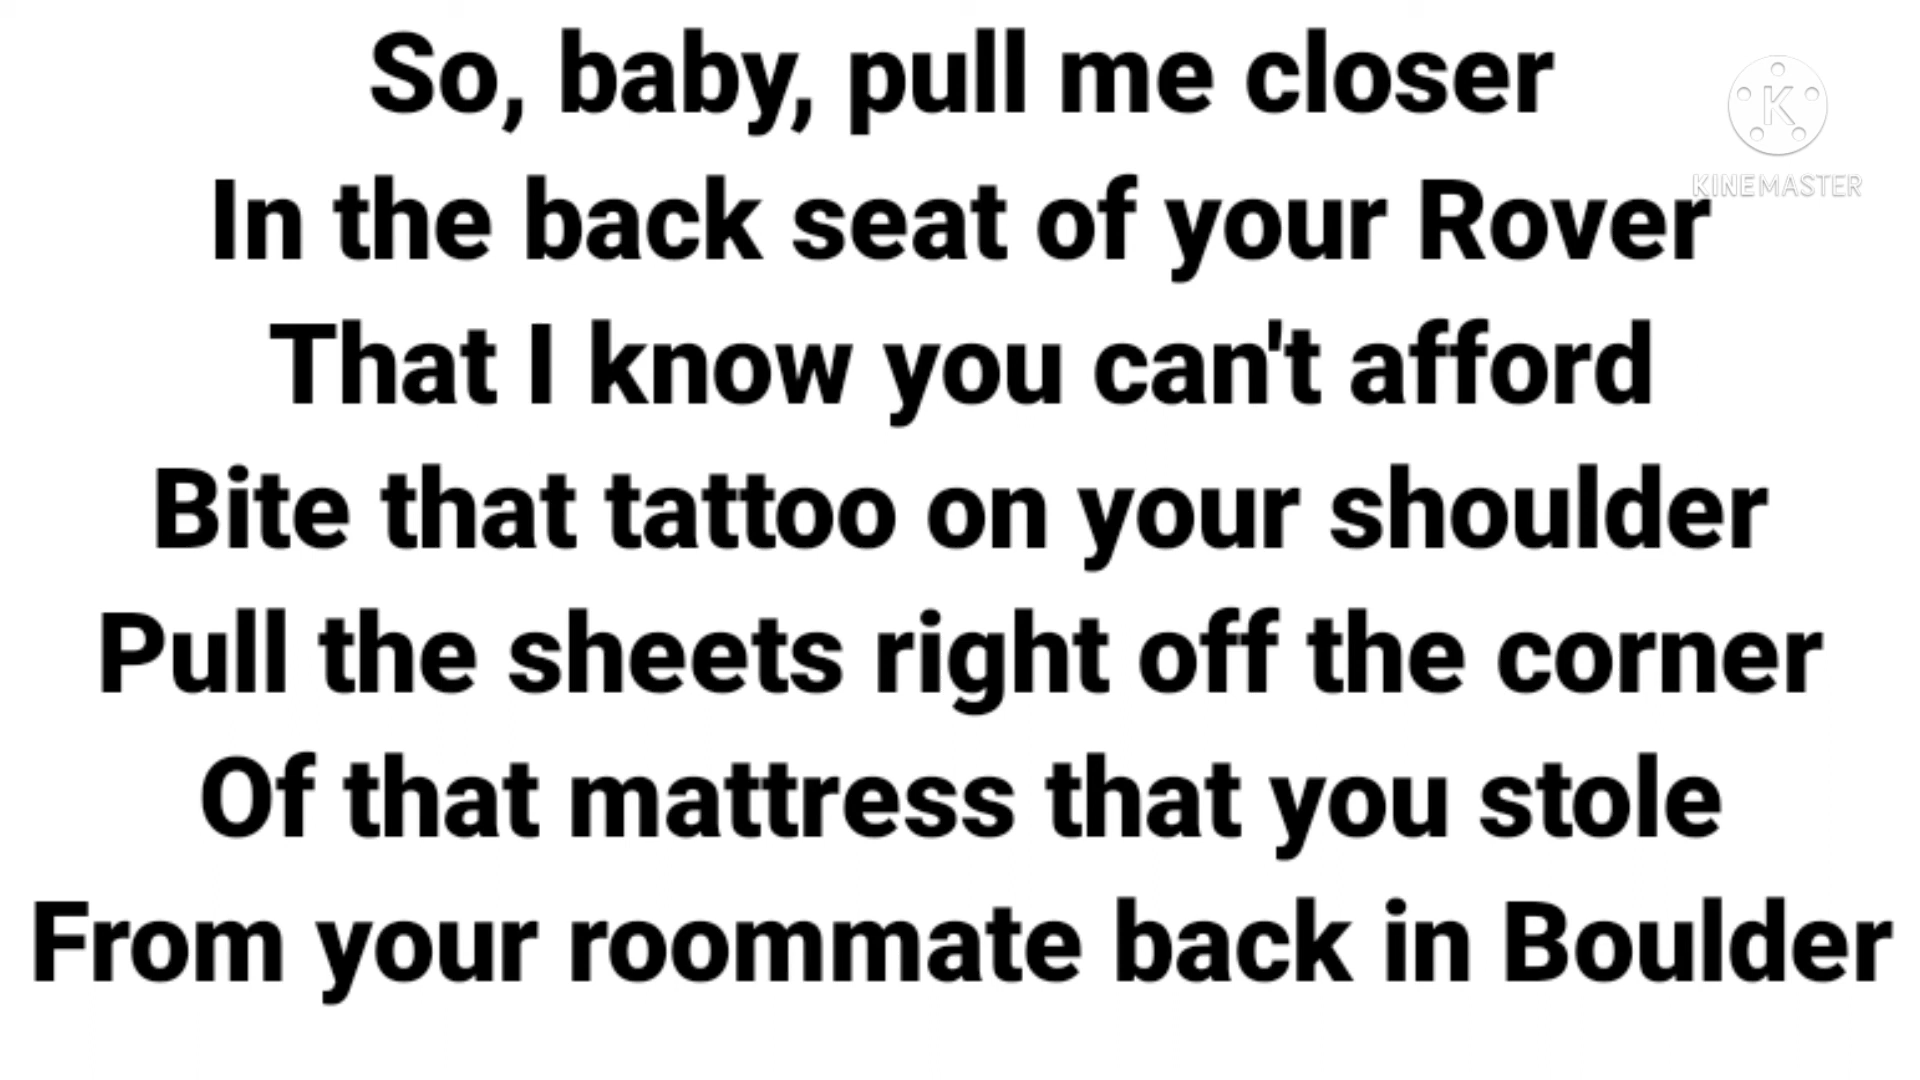 So, baby, pull me closer
In the back seat of your Rover
That I know you can't afford
Bite that tattoo on your shoulder
Pull the sheets right off the corner
Of that mattress that you stole
From your roommate back in Boulder
K
KINEMASTER